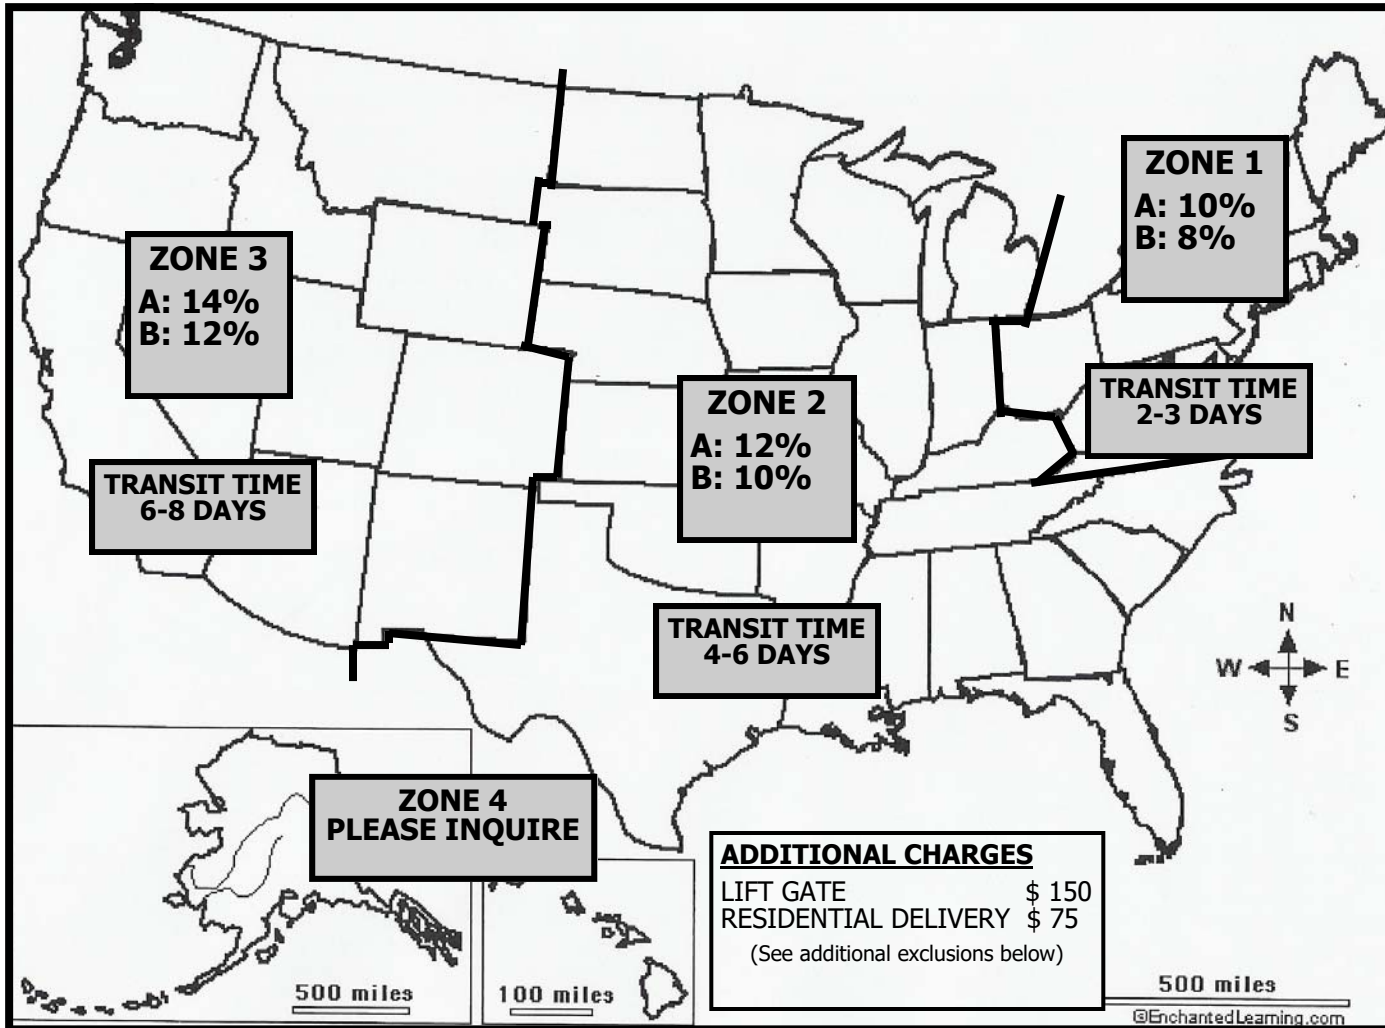 ZONE 1
A: 10%
B: 8%
ZONE 3
A: 14%
B: 12%
TRANSIT TIME
2-3 DAYS
ZONE 2
A: 12%
B: 10%
TRANSIT TIME
6-8 DAYS
TRANSIT TIME
4-6 DAYS
N
W E
S
ZONE 4
PLEASE INQUIRE
ADDITIONAL CHARGES
LIFT GATE $ 150
RESIDENTIAL DELIVERY $ 75
(See additional exclusions below)
500 miles
100 miles
500 miles
©EnchantedLearning.com